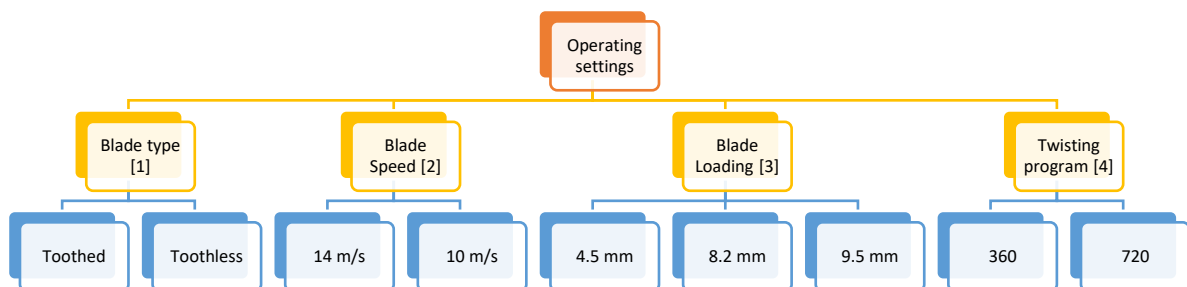 Operating
settings
Blade type
[1]
Blade
Speed [2]
Blade
Loading [3]
Twisting
program [4]
Toothed
Toothless
14 m/s
10 m/s
4.5 mm
8.2 mm
9.5 mm
360
720